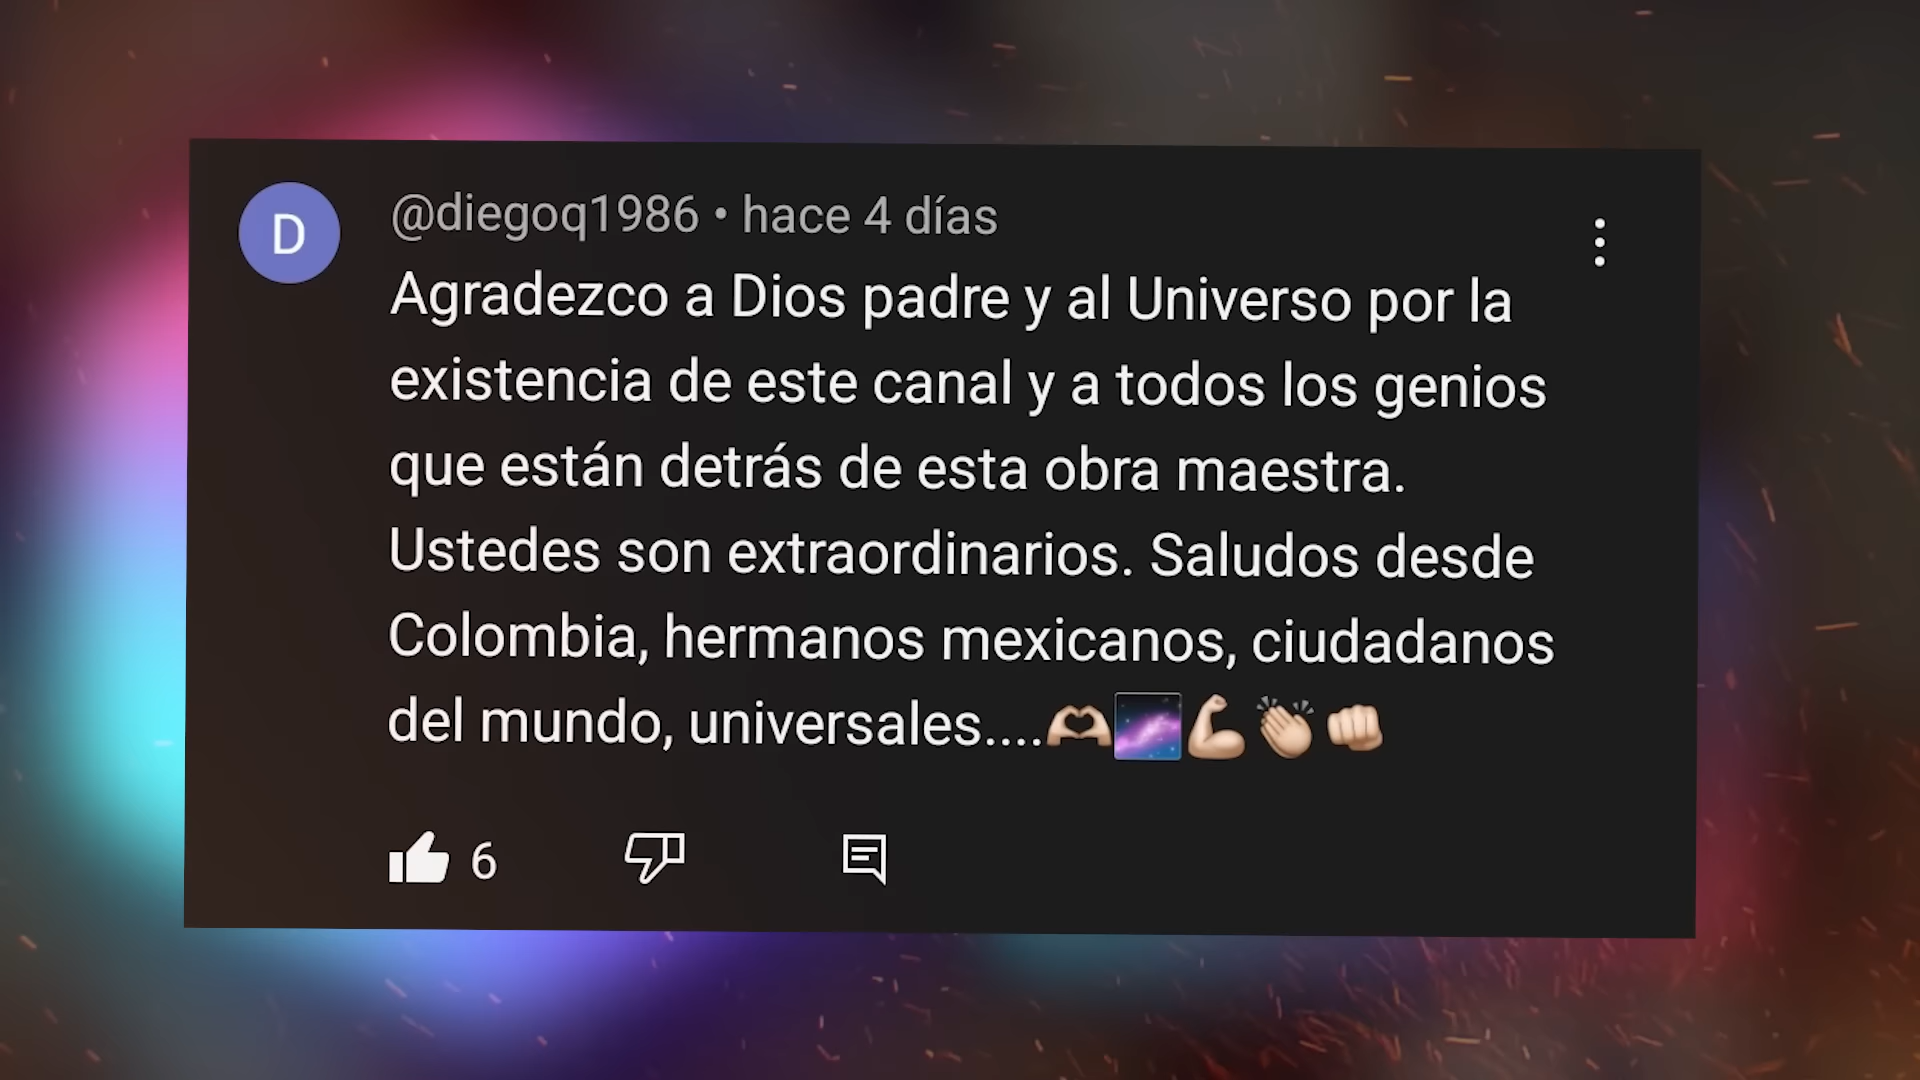 D
@diegoq1986 • hace 4 días
Agradezco a Dios padre y al Universo por la
existencia de este canal y a todos los genios
que están detrás de esta obra maestra.
Ustedes son extraordinarios. Saludos desde
Colombia, hermanos mexicanos, ciudadanos
del mundo, universales....🫶🏻🌌💪🏻👏🏻👊🏻
6